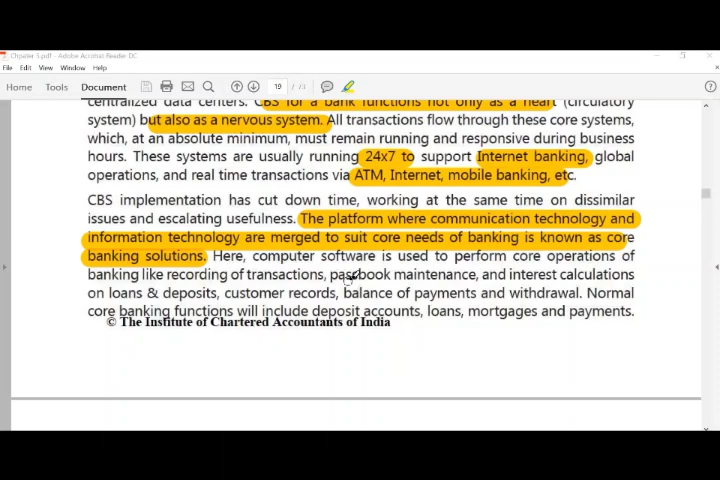 Chpater 5.pdf - Adobe Acrobat Reader DC
File Edit View Window Help
Home Tools Document 19 / 73
centralized data centers. CBS for a bank functions not only as a heart (circulatory
system) but also as a nervous system. All transactions flow through these core systems,
which, at an absolute minimum, must remain running and responsive during business
hours. These systems are usually running 24x7 to support Internet banking, global
operations, and real time transactions via ATM, Internet, mobile banking, etc.
CBS implementation has cut down time, working at the same time on dissimilar
issues and escalating usefulness. The platform where communication technology and
information technology are merged to suit core needs of banking is known as core
banking solutions. Here, computer software is used to perform core operations of
banking like recording of transactions, passbook maintenance, and interest calculations
on loans & deposits, customer records, balance of payments and withdrawal. Normal
core banking functions will include deposit accounts, loans, mortgages and payments.
© The Institute of Chartered Accountants of India